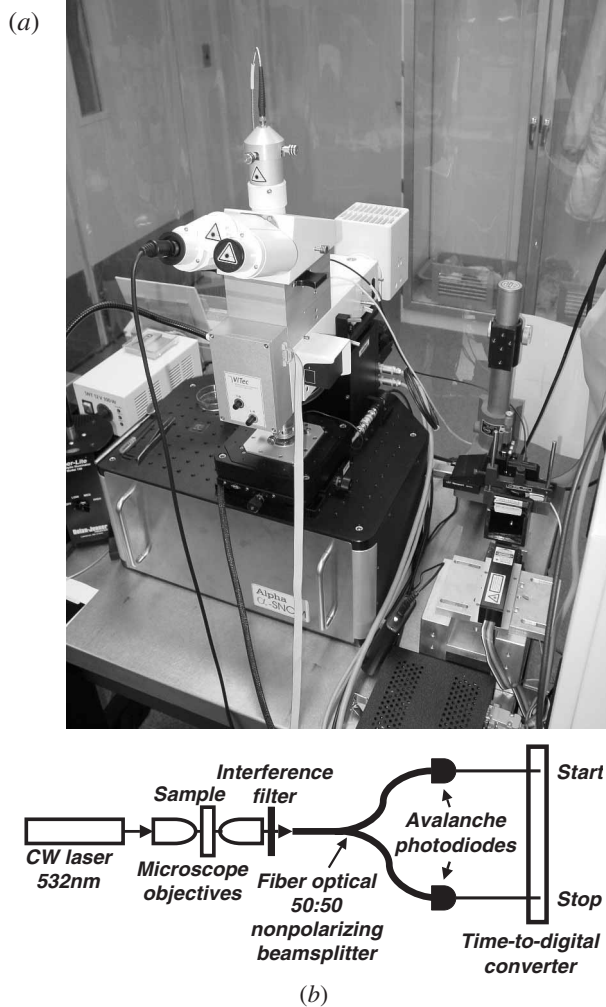 (a)
WITec
Alpha
α-SNOM
Interference
filter
Sample
Start
CW laser
532nm
Microscope
objectives
Fiber optical
50:50
nonpolarizing
beamsplitter
Avalanche
photodiodes
Stop
Time-to-digital
converter
(b)